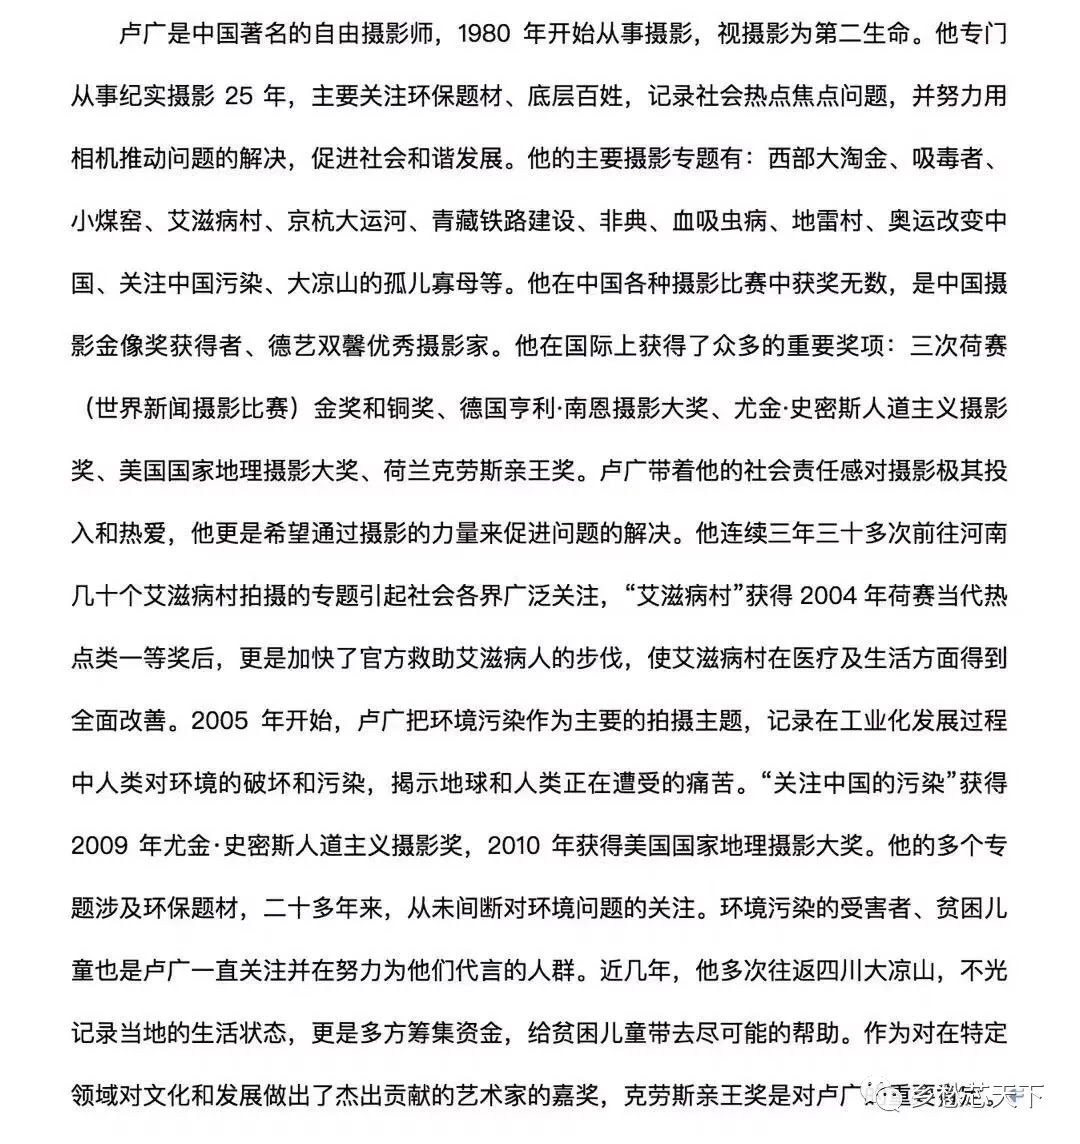 卢广是中国著名的自由摄影师，1980 年开始从事摄影，视摄影为第二生命。他专门
从事纪实摄影 25 年，主要关注环保题材、底层百姓，记录社会热点焦点问题，并努力用
相机推动问题的解决，促进社会和谐发展。他的主要摄影专题有：西部大淘金、吸毒者、
小煤窑、艾滋病村、京杭大运河、青藏铁路建设、非典、血吸虫病、地雷村、奥运改变中
国、关注中国污染、大凉山的孤儿寡母等。他在中国各种摄影比赛中获奖无数，是中国摄
影金像奖获得者、德艺双馨优秀摄影家。他在国际上获得了众多的重要奖项：三次荷赛
（世界新闻摄影比赛）金奖和铜奖、德国亨利·南恩摄影大奖、尤金·史密斯人道主义摄影
奖、美国国家地理摄影大奖、荷兰克劳斯亲王奖。卢广带着他的社会责任感对摄影极其投
入和热爱，他更是希望通过摄影的力量来促进问题的解决。他连续三年三十多次前往河南
几十个艾滋病村拍摄的专题引起社会各界广泛关注，“艾滋病村”获得 2004 年荷赛当代热
点类一等奖后，更是加快了官方救助艾滋病人的步伐，使艾滋病村在医疗及生活方面得到
全面改善。2005 年开始，卢广把环境污染作为主要的拍摄主题，记录在工业化发展过程
中人类对环境的破坏和污染，揭示地球和人类正在遭受的痛苦。“关注中国的污染”获得
2009 年尤金·史密斯人道主义摄影奖，2010 年获得美国国家地理摄影大奖。他的多个专
题涉及环保题材，二十多年来，从未间断对环境问题的关注。环境污染的受害者、贫困儿
童也是卢广一直关注并在努力为他们代言的人群。近几年，他多次往返四川大凉山，不光
记录当地的生活状态，更是多方筹集资金，给贫困儿童带去尽可能的帮助。作为对在特定
领域对文化和发展做出了杰出贡献的艺术家的嘉奖，克劳斯亲王奖是对卢广
芯天下